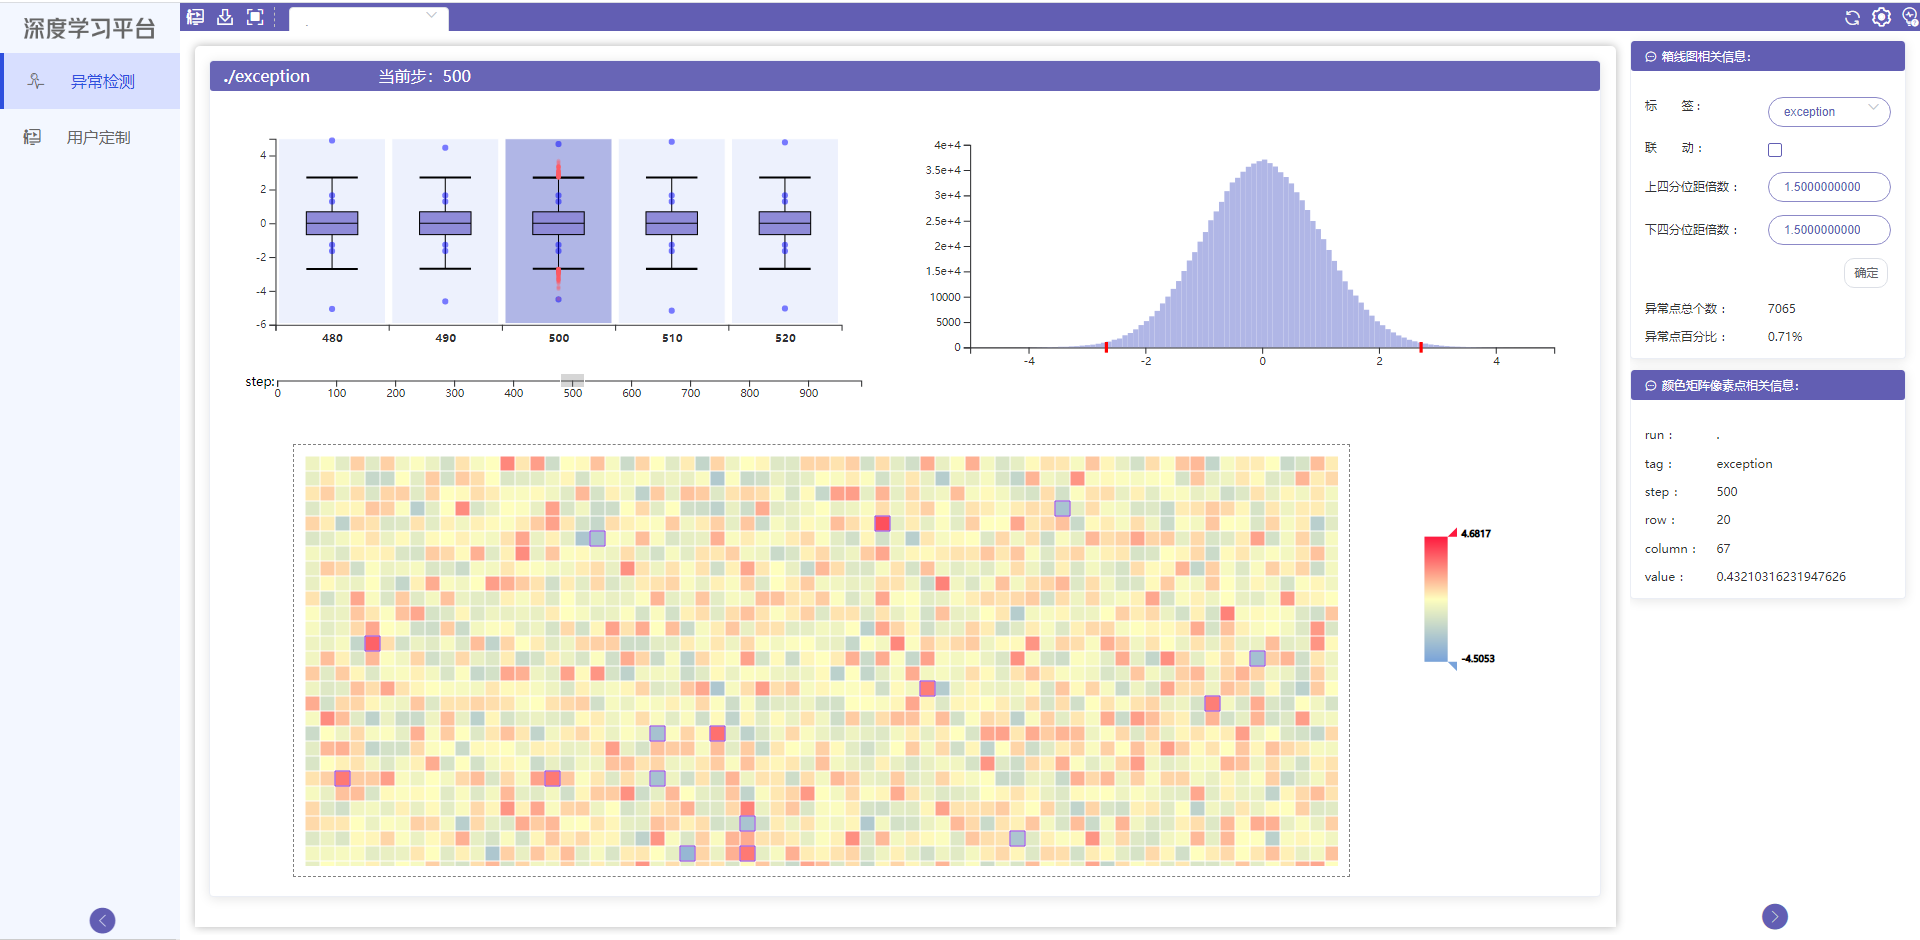 深度学习平台
异常检测
用户定制
.
./exception 当前步：500
4
2
0
-2
-4
-6
480 490 500 510 520
step:
0 100 200 300 400 500 600 700 800 900
4e+4
3.5e+4
3e+4
2.5e+4
2e+4
1.5e+4
10000
5000
0
-4 -2 0 2 4
4.6817
-4.5053
箱线图相关信息:
标 签： exception
联 动：
上四分位距倍数： 1.5000000000
下四分位距倍数： 1.5000000000
确定
异常点总个数： 7065
异常点百分比： 0.71%
颜色矩阵像素点相关信息:
run： .
tag： exception
step： 500
row： 20
column： 67
value： 0.43210316231947626